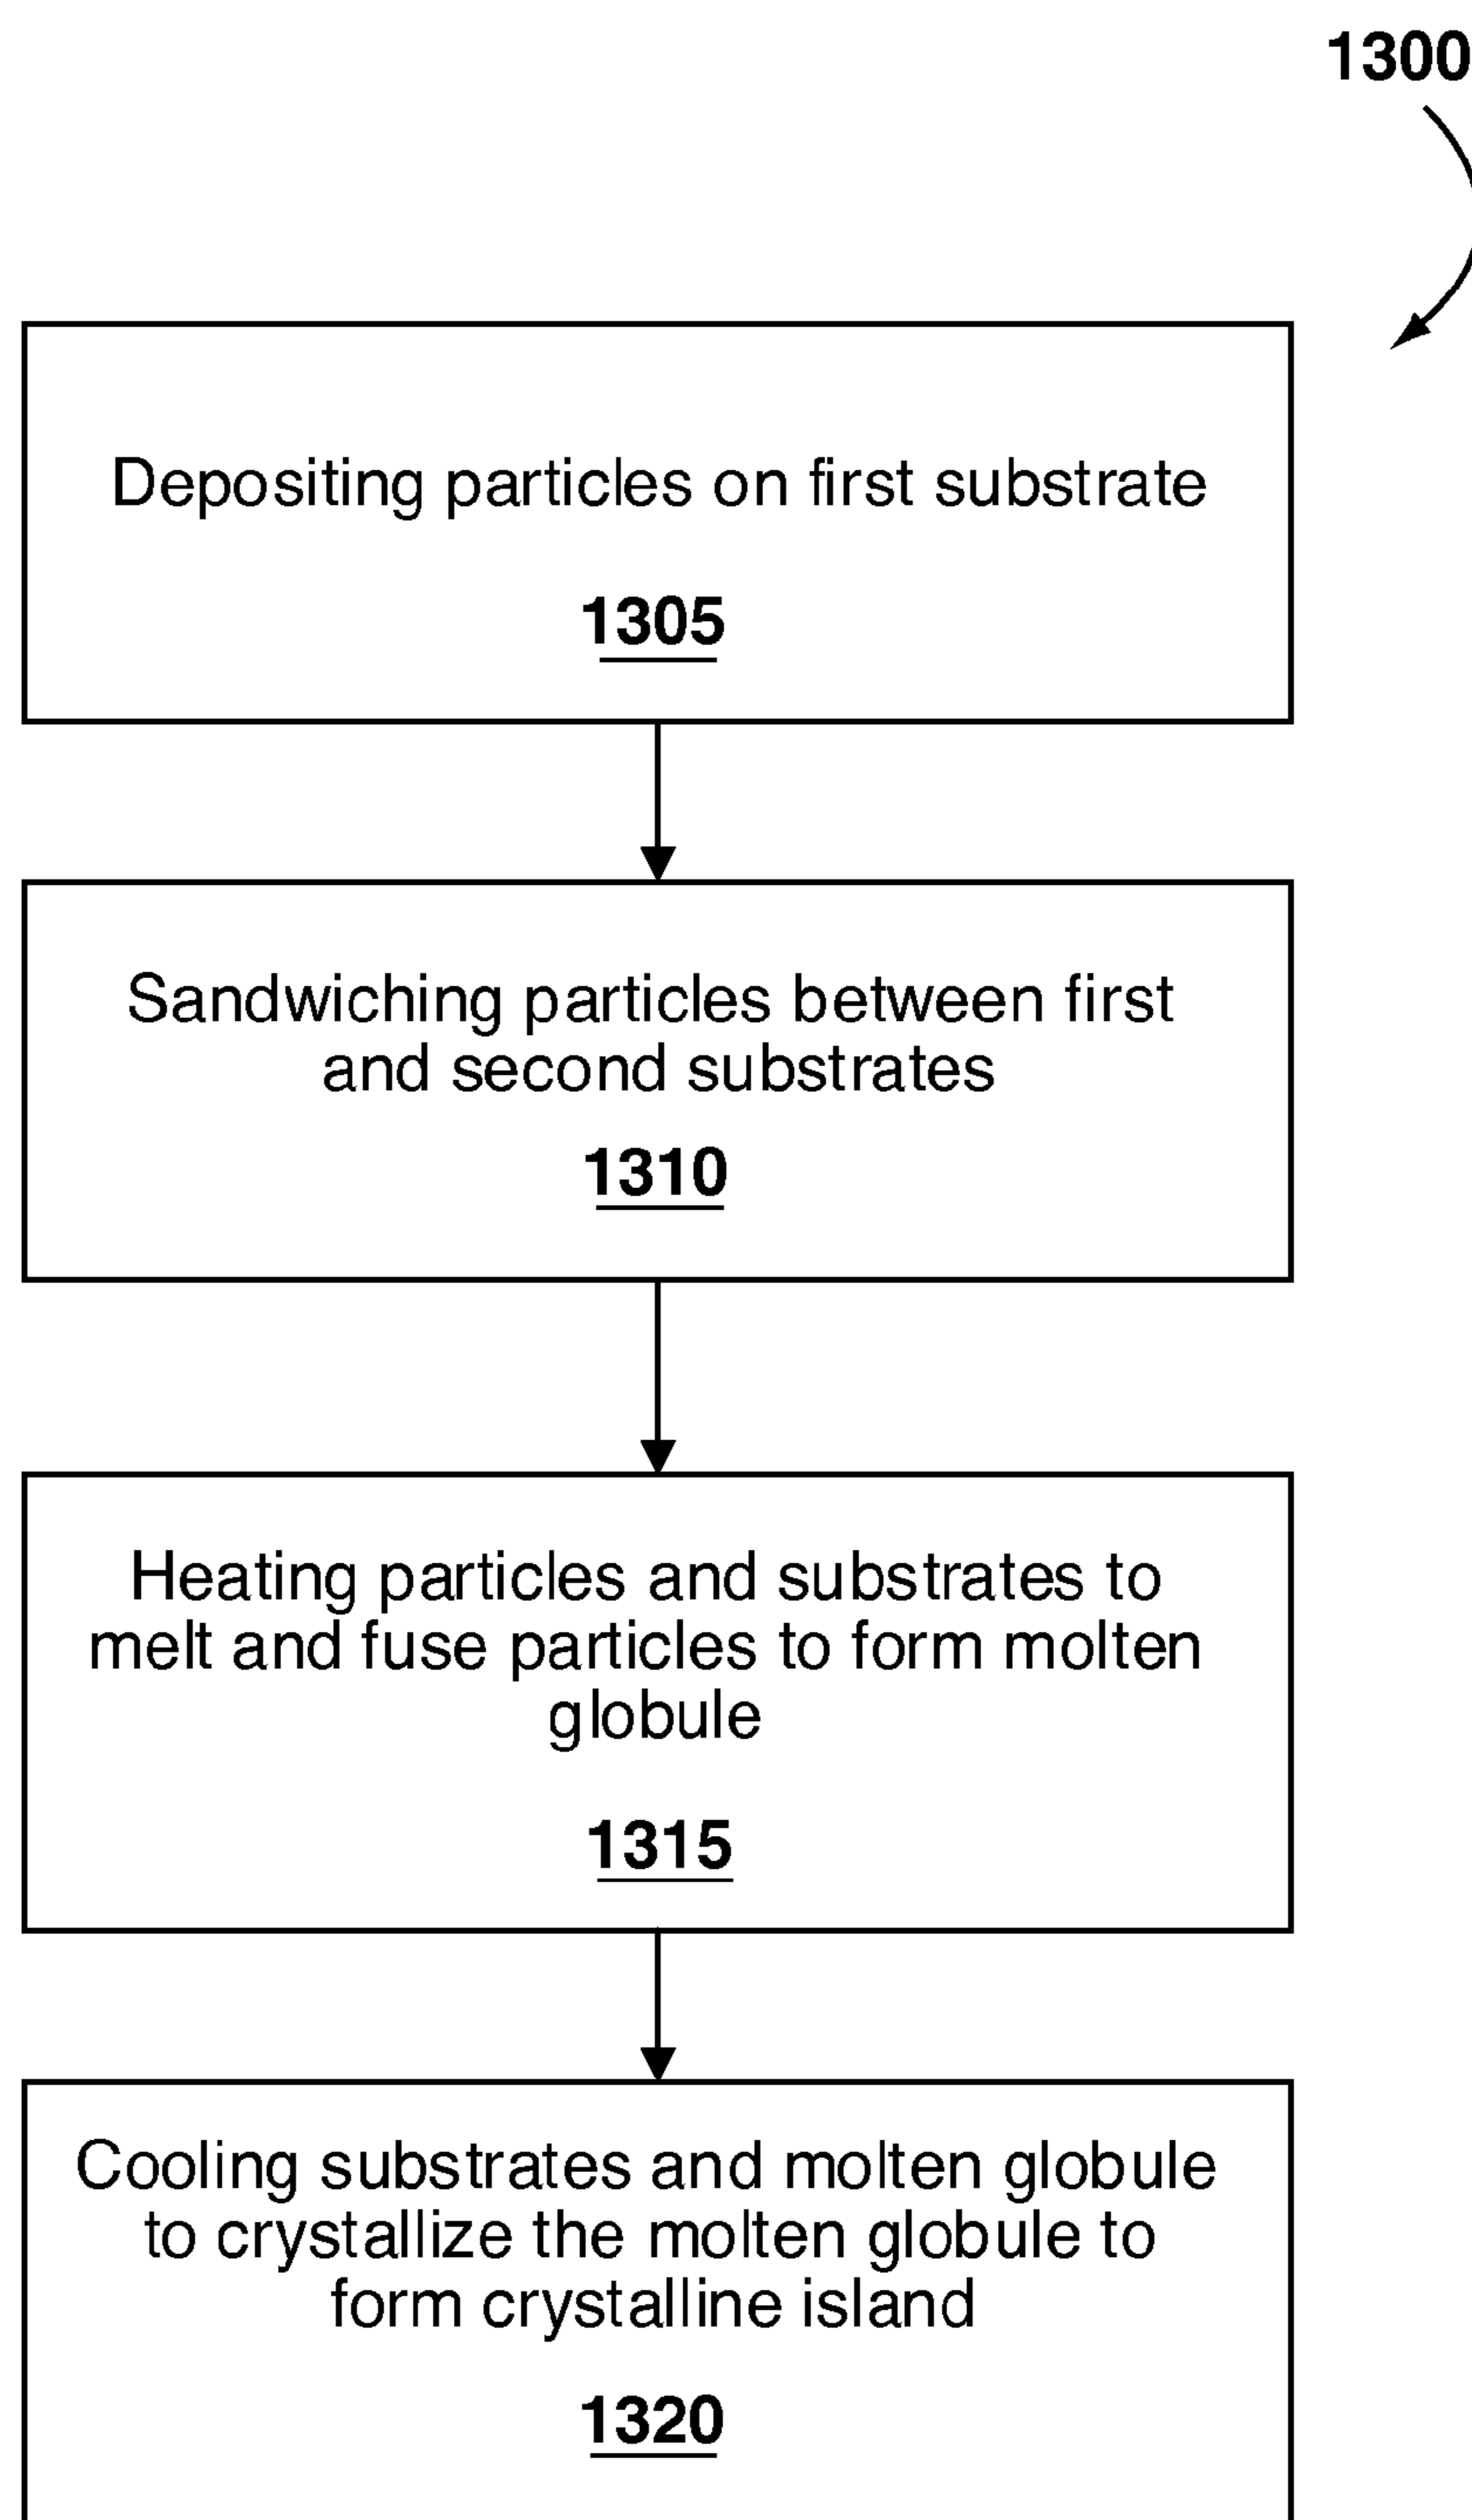 1300
Depositing particles on first substrate
1305
Sandwiching particles between first
and second substrates
1310
Heating particles and substrates to
melt and fuse particles to form molten
globule
1315
Cooling substrates and molten globule
to crystallize the molten globule to
form crystalline island
1320